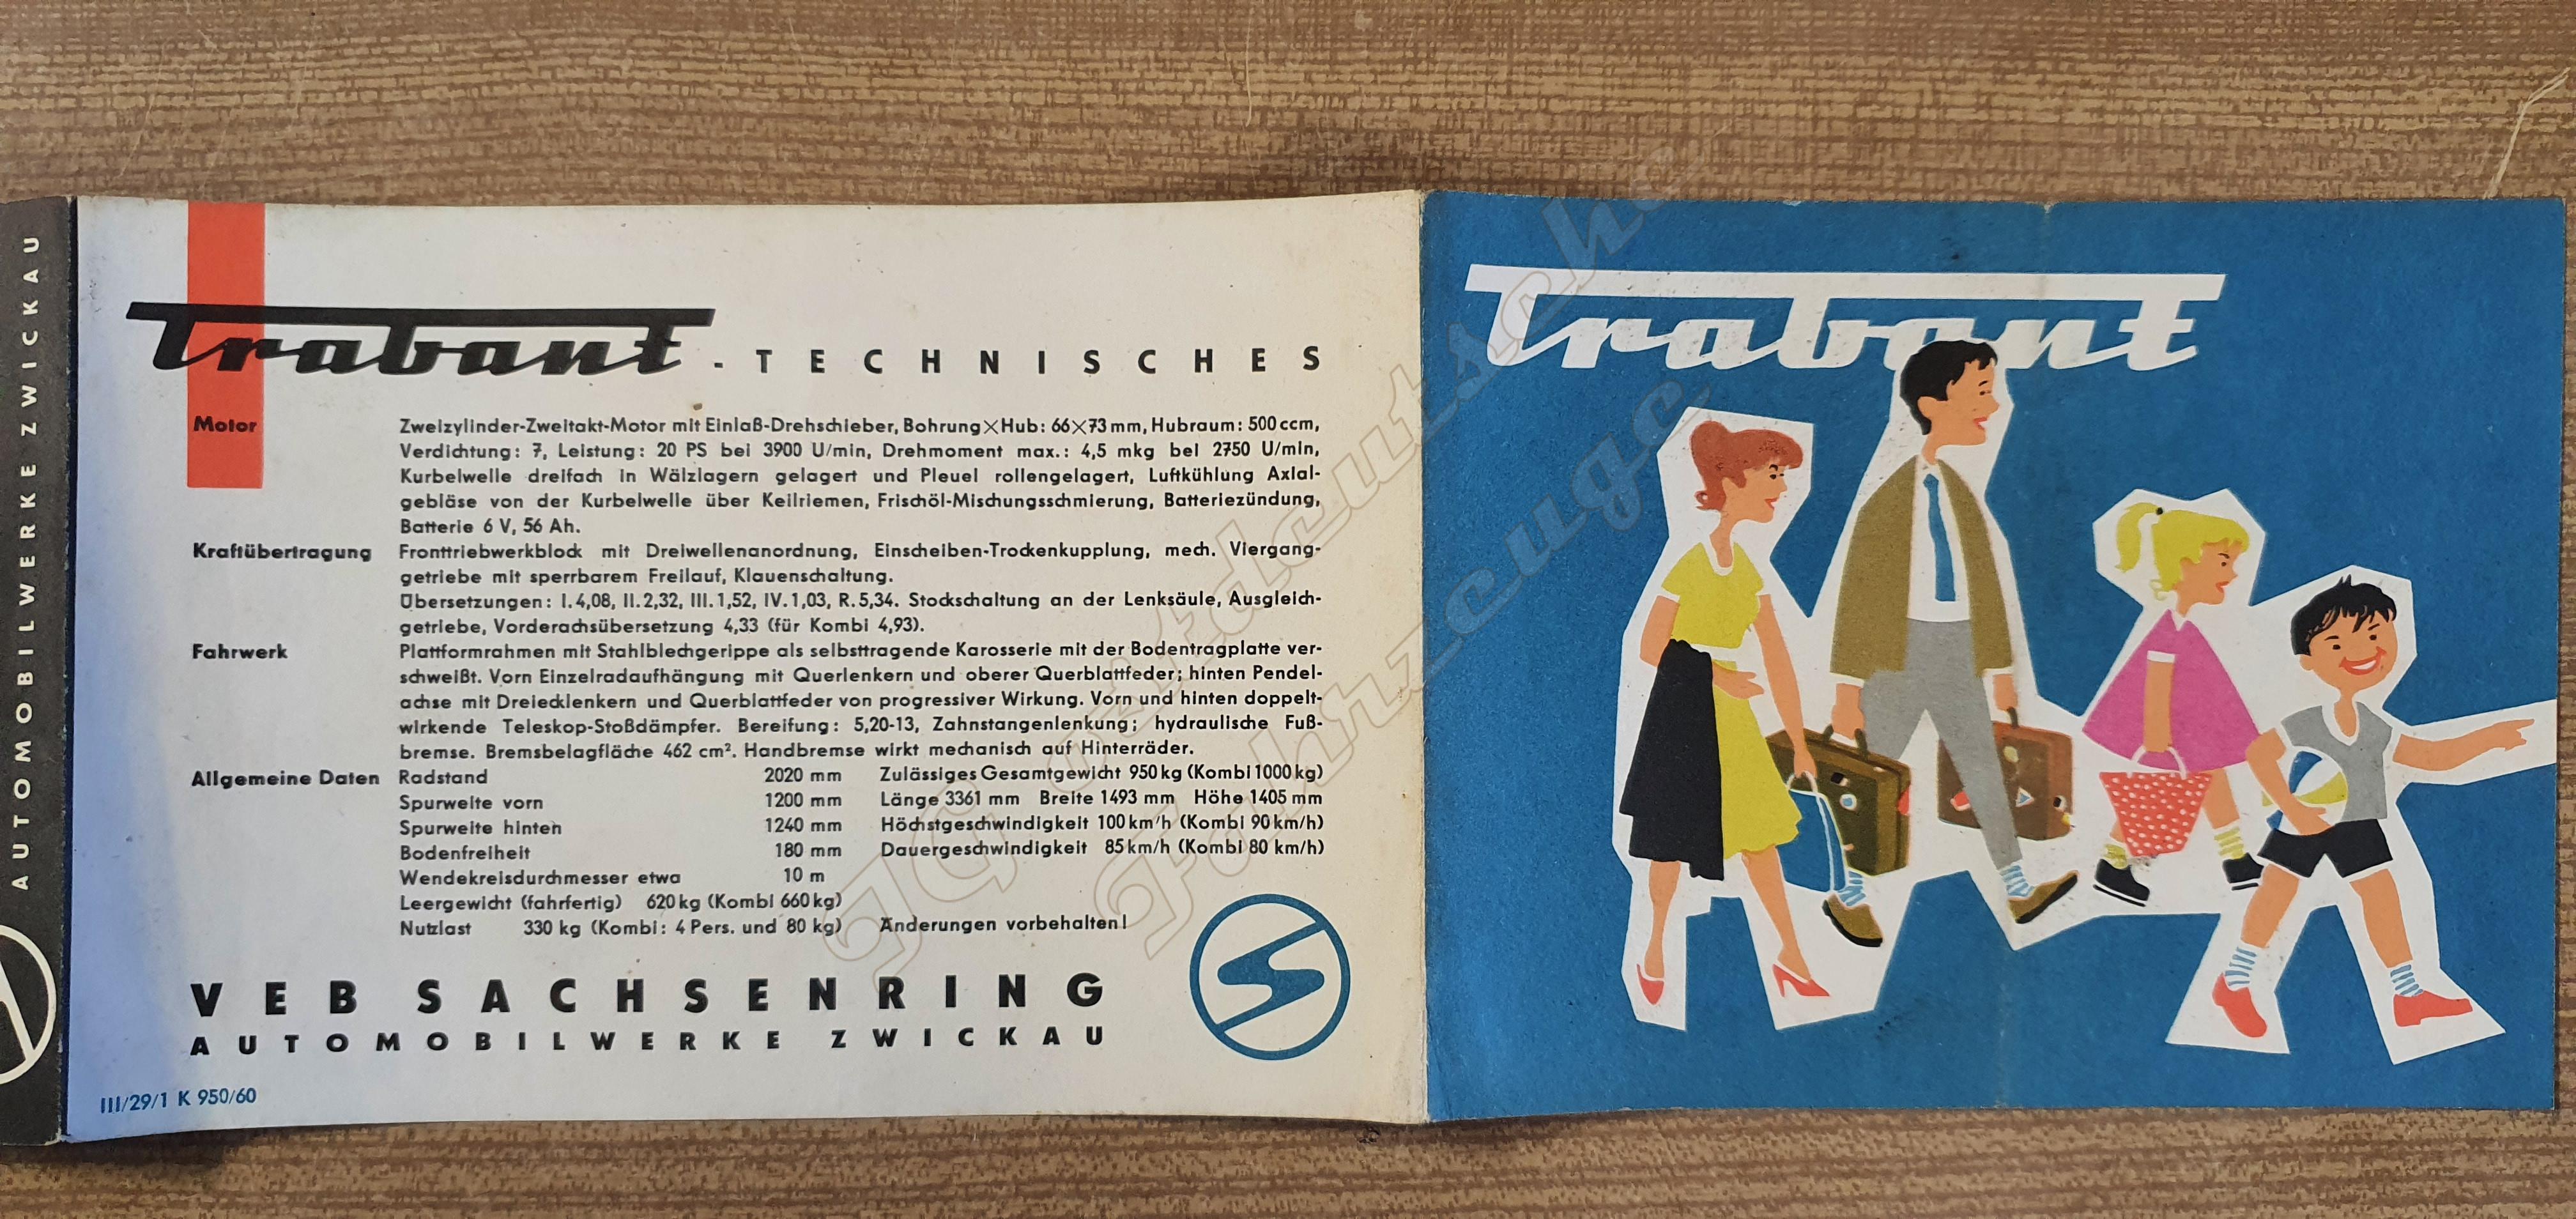 AUTOMOBILWERKE ZWICKAU
Trabant - TECHNISCHES
Motor Zweizylinder-Zweitakt-Motor mit Einlaß-Drehschieber, Bohrung×Hub: 66×73 mm, Hubraum: 500 ccm,
Verdichtung: 7, Leistung: 20 PS bei 3900 U/min, Drehmoment max.: 4,5 mkg bei 2750 U/min,
Kurbelwelle dreifach in Wälzlagern gelagert und Pleuel rollengelagert, Luftkühlung Axial-
gebläse von der Kurbelwelle über Keilriemen, Frischöl-Mischungsschmierung, Batteriezündung,
Batterie 6 V, 56 Ah.
Kraftübertragung Fronttriebwerkblock mit Dreiwellenanordnung, Einscheiben-Trockenkupplung, mech. Viergang-
getriebe mit sperrbarem Freilauf, Klauenschaltung.
Übersetzungen: I. 4,08, II. 2,32, III. 1,52, IV. 1,03, R. 5,34. Stockschaltung an der Lenksäule, Ausgleich-
getriebe, Vorderachsübersetzung 4,33 (für Kombi 4,93).
Fahrwerk Plattformrahmen mit Stahlblechgerippe als selbsttragende Karosserie mit der Bodentragplatte ver-
schweißt. Vorn Einzelradaufhängung mit Querlenkern und oberer Querblattfeder; hinten Pendel-
achse mit Dreiecklenkern und Querblattfeder von progressiver Wirkung. Vorn und hinten doppelt-
wirkende Teleskop-Stoßdämpfer. Bereifung: 5,20-13, Zahnstangenlenkung; hydraulische Fuß-
bremse. Bremsbelagfläche 462 cm². Handbremse wirkt mechanisch auf Hinterräder.
Allgemeine Daten Radstand 2020 mm Zulässiges Gesamtgewicht 950 kg (Kombi 1000 kg)
Spurweite vorn 1200 mm Länge 3361 mm Breite 1493 mm Höhe 1405 mm
Spurweite hinten 1240 mm Höchstgeschwindigkeit 100 km/h (Kombi 90 km/h)
Bodenfreiheit 180 mm Dauergeschwindigkeit 85 km/h (Kombi 80 km/h)
Wendekreisdurchmesser etwa 10 m
Leergewicht (fahrfertig) 620 kg (Kombi 660 kg)
Nutzlast 330 kg (Kombi: 4 Pers. und 80 kg) Änderungen vorbehalten!
VEB SACHSENRING
AUTOMOBILWERKE ZWICKAU
III/29/1 K 950/60
Trabant
IG ostdeutsche
Fahrzeuge